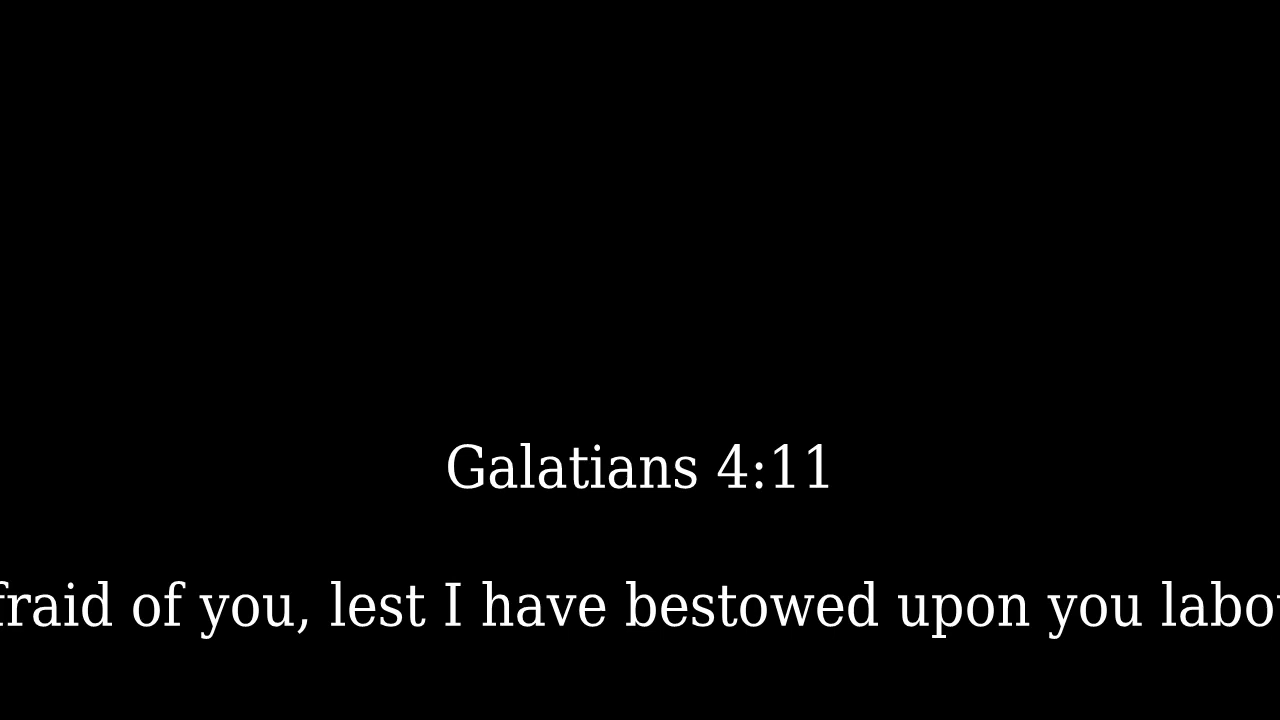 Galatians 4:11
fraid of you, lest I have bestowed upon you labo